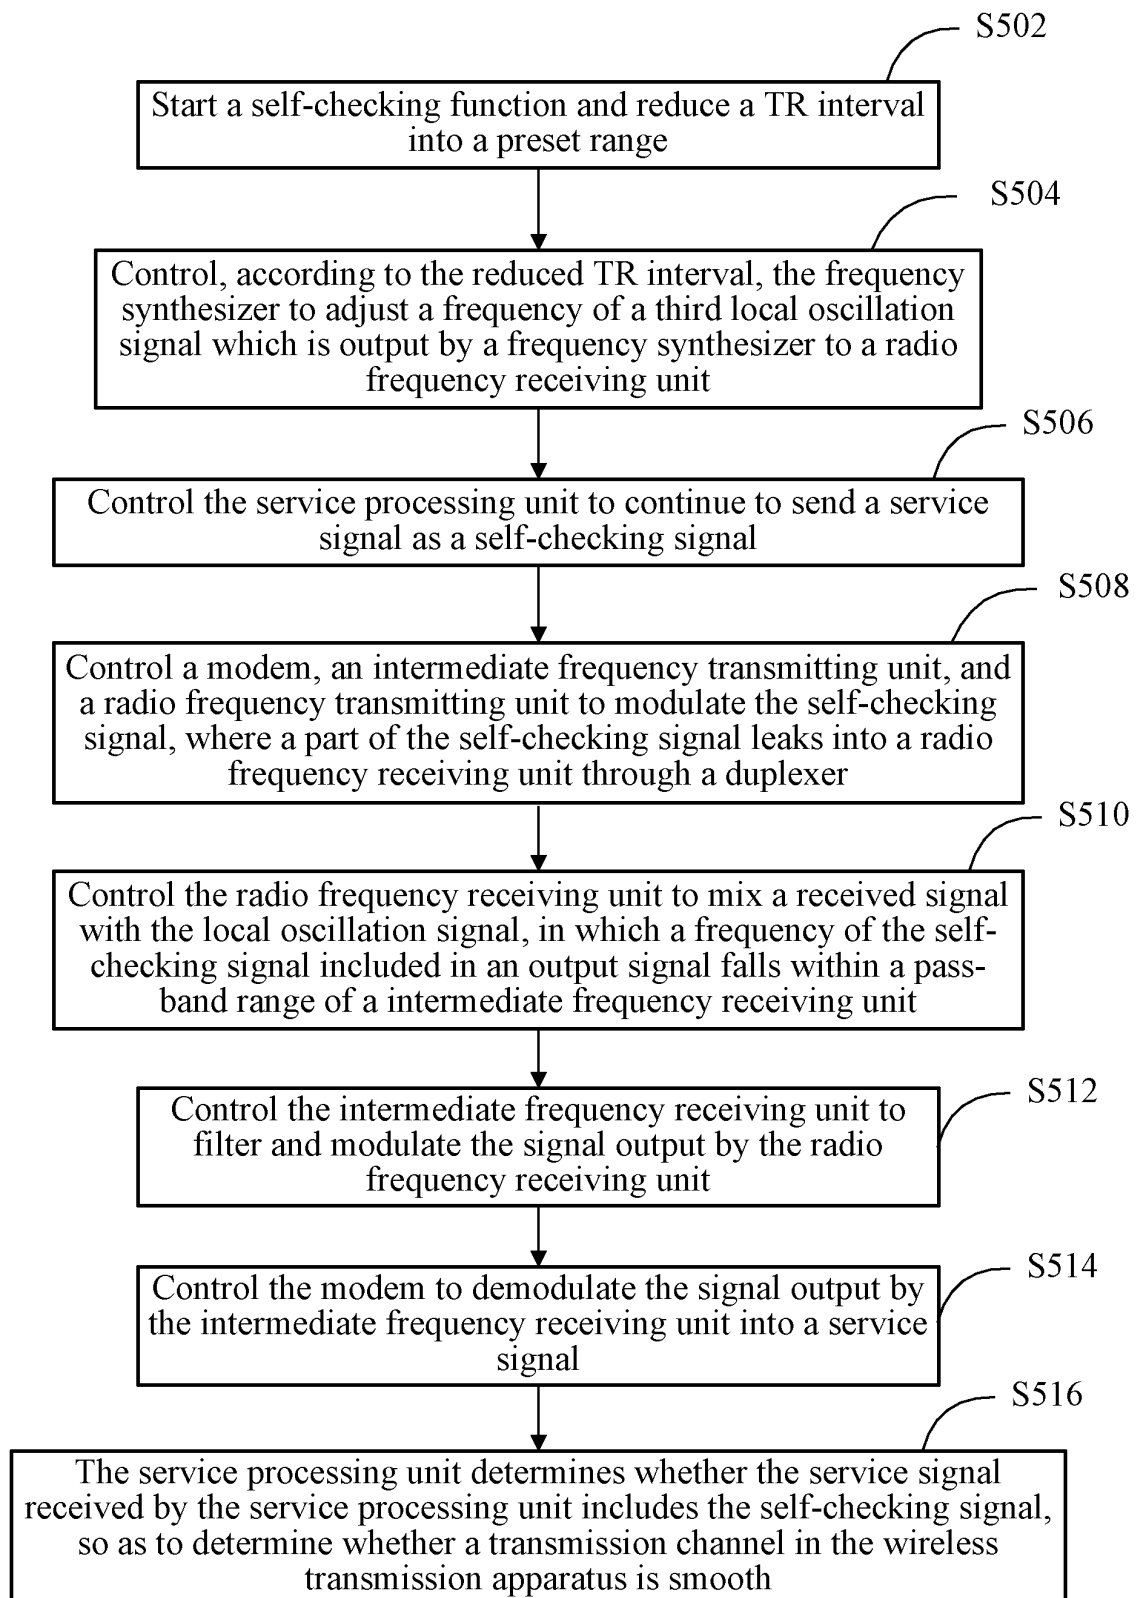 S502
Start a self-checking function and reduce a TR interval
into a preset range
S504
Control, according to the reduced TR interval, the frequency
synthesizer to adjust a frequency of a third local oscillation
signal which is output by a frequency synthesizer to a radio
frequency receiving unit
S506
Control the service processing unit to continue to send a service
signal as a self-checking signal
S508
Control a modem, an intermediate frequency transmitting unit, and
a radio frequency transmitting unit to modulate the self-checking
signal, where a part of the self-checking signal leaks into a radio
frequency receiving unit through a duplexer
S510
Control the radio frequency receiving unit to mix a received signal
with the local oscillation signal, in which a frequency of the self-
checking signal included in an output signal falls within a pass-
band range of a intermediate frequency receiving unit
S512
Control the intermediate frequency receiving unit to
filter and modulate the signal output by the radio
frequency receiving unit
S514
Control the modem to demodulate the signal output by
the intermediate frequency receiving unit into a service
signal
S516
The service processing unit determines whether the service signal
received by the service processing unit includes the self-checking signal,
so as to determine whether a transmission channel in the wireless
transmission apparatus is smooth